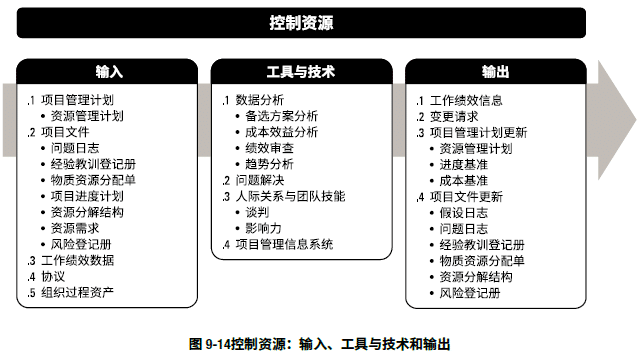 控制资源
输入
.1 项目管理计划
• 资源管理计划
.2 项目文件
• 问题日志
• 经验教训登记册
• 物质资源分配单
• 项目进度计划
• 资源分解结构
• 资源需求
• 风险登记册
.3 工作绩效数据
.4 协议
.5 组织过程资产
工具与技术
.1 数据分析
• 备选方案分析
• 成本效益分析
• 绩效审查
• 趋势分析
.2 问题解决
.3 人际关系与团队技能
• 谈判
• 影响力
.4 项目管理信息系统
输出
.1 工作绩效信息
.2 变更请求
.3 项目管理计划更新
• 资源管理计划
• 进度基准
• 成本基准
.4 项目文件更新
• 假设日志
• 问题日志
• 经验教训登记册
• 物质资源分配单
• 资源分解结构
• 风险登记册
图 9-14控制资源：输入、工具与技术和输出